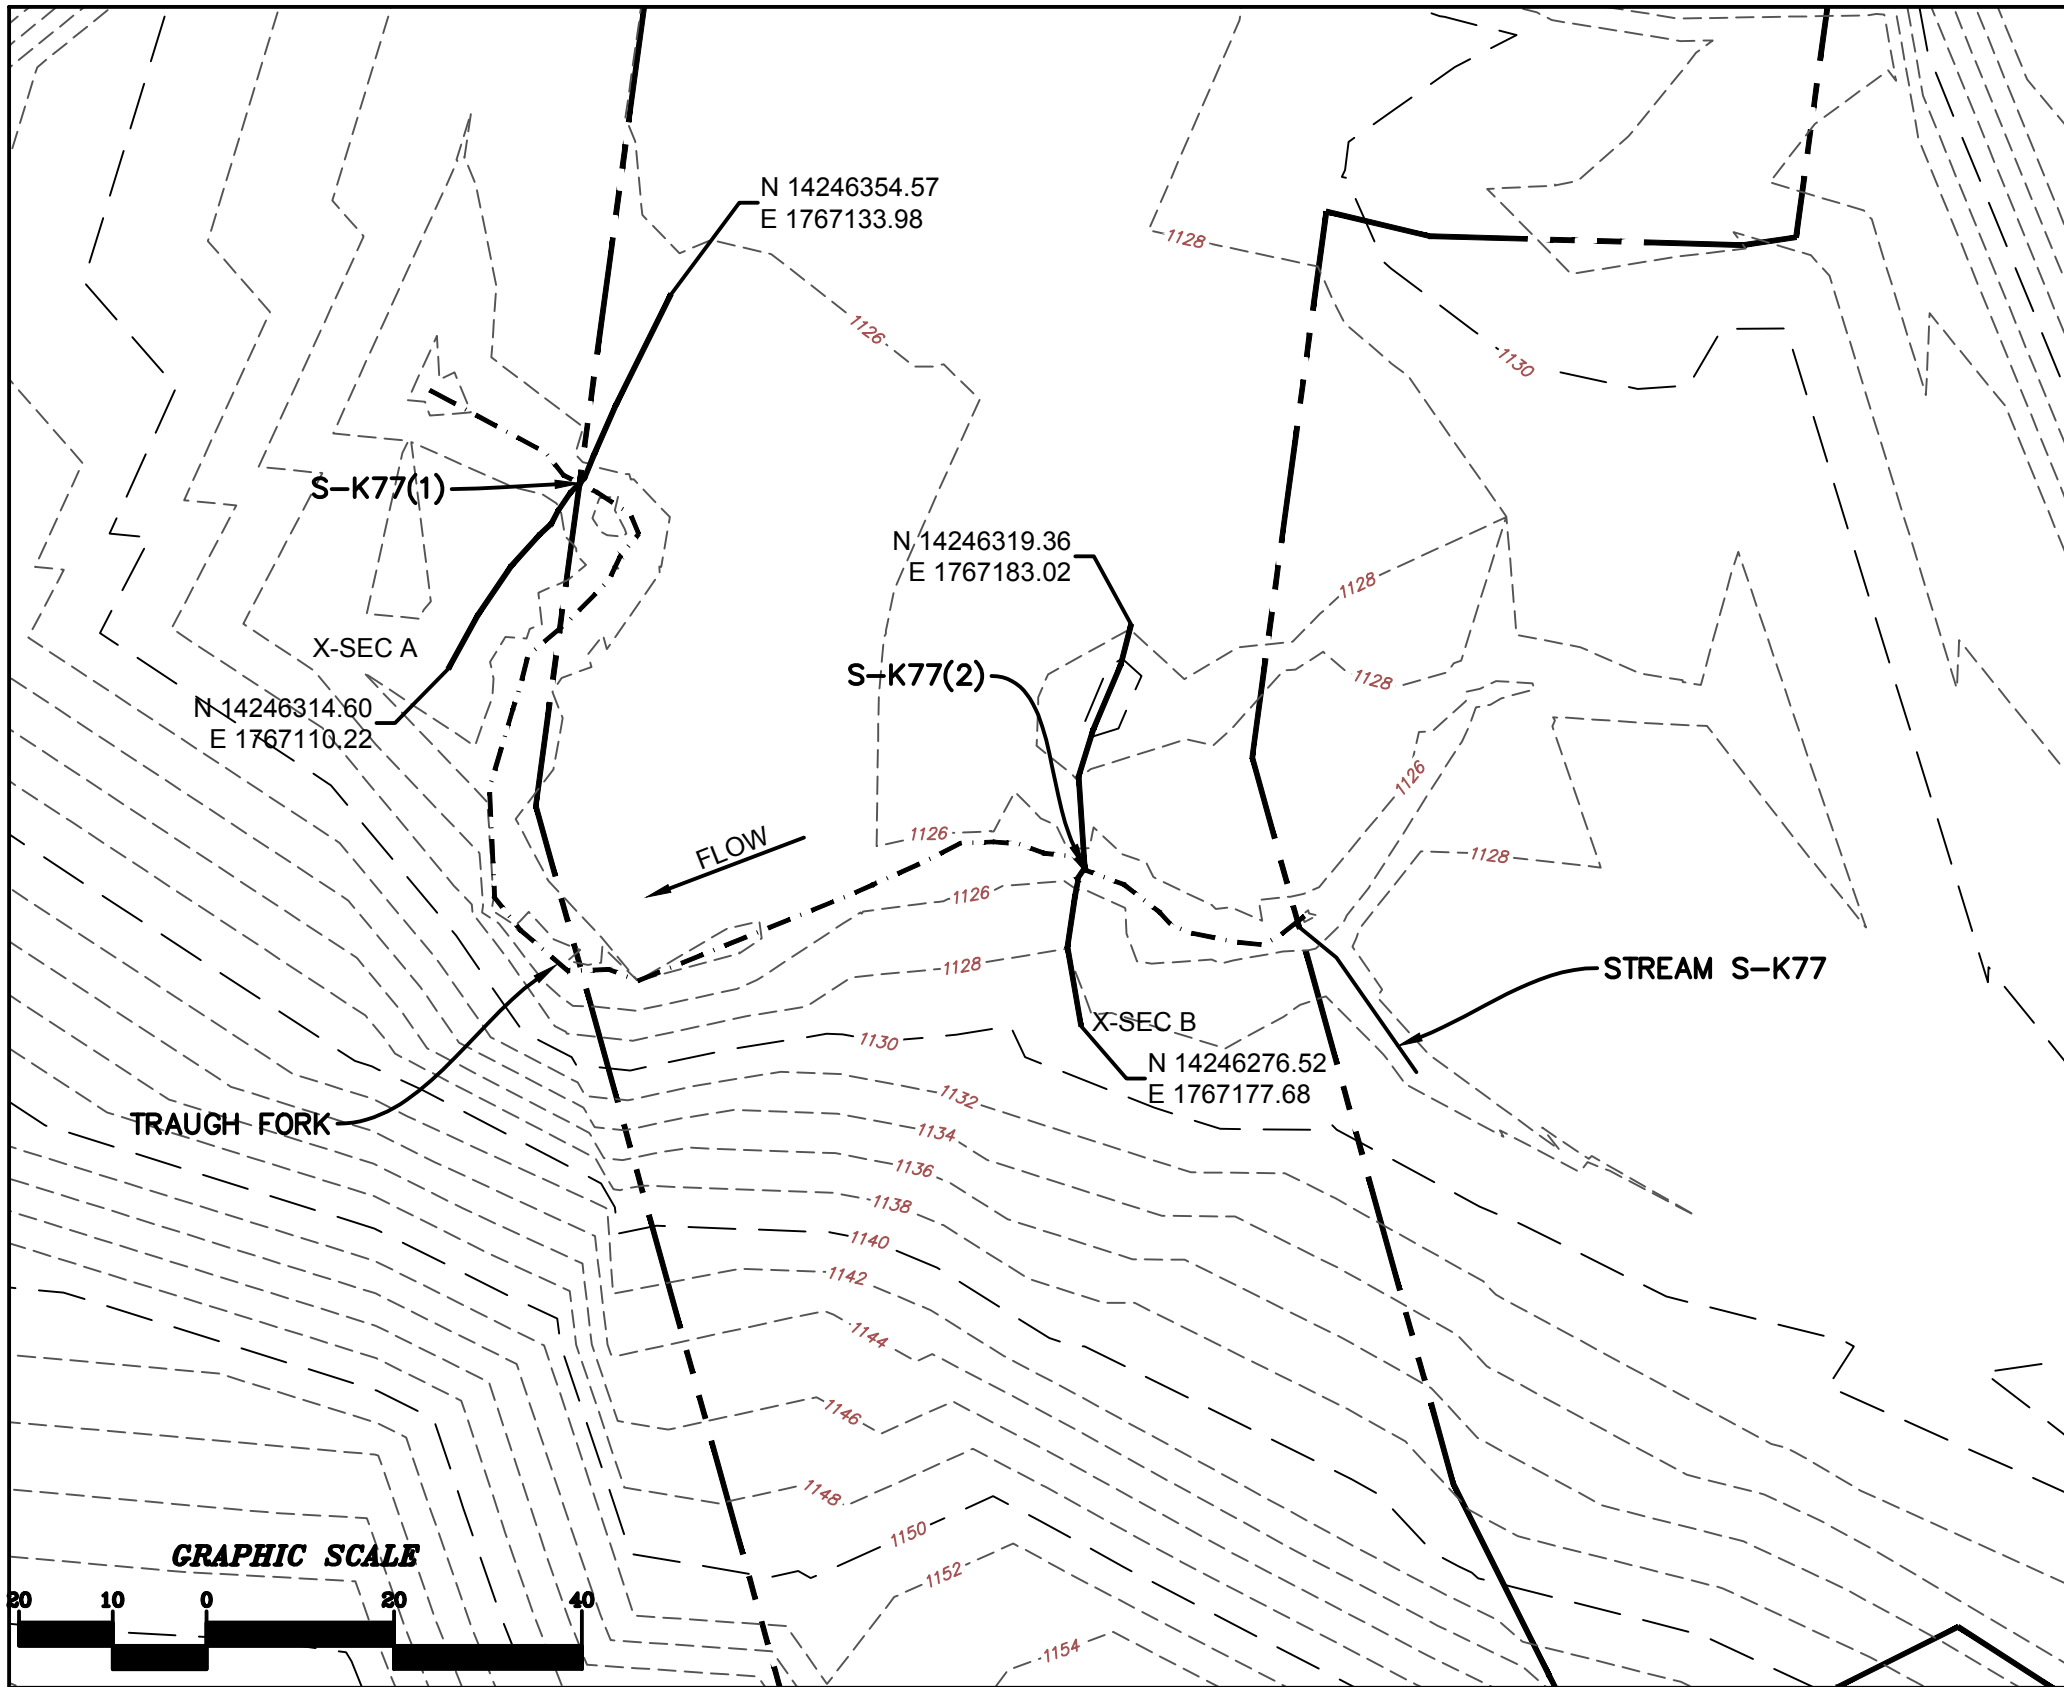 N 14246354.57
E 1767133.98
1128
1126
1130
S-K77(1)
N 14246319.36
E 1767183.02
1128
X-SEC A
S-K77(2)
1128
N 14246314.60
E 1767110.22
1126
FLOW
1126
1128
1126
1128
STREAM S-K77
X-SEC B
1130
N 14246276.52
E 1767177.68
1132
TRAUGH FORK
1134
1136
1138
1140
1142
1144
1146
1148
1150
GRAPHIC SCALE
1152
20 10 0 20 40
1154